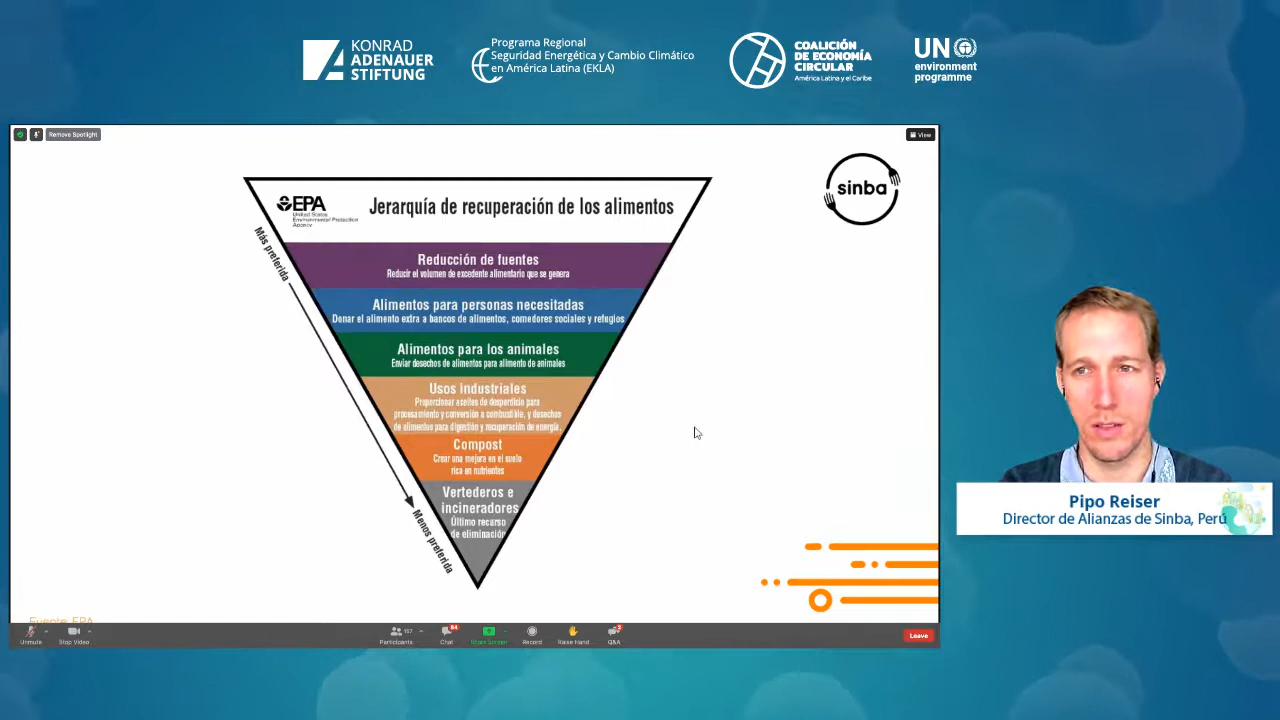 KONRAD
ADENAUER
STIFTUNG
Programa Regional
Seguridad Energética y Cambio Climático
en América Latina (EKLA)
COALICIÓN
DE ECONOMÍA
CIRCULAR
América Latina y el Caribe
UN
environment
programme
Remove Spotlight
View
sinba
EPA
United States
Environmental Protection
Agency
Jerarquía de recuperación de los alimentos
Más preferida
Reducción de fuentes
Reducir el volumen de excedente alimentario que se genera
Alimentos para personas necesitadas
Donar el alimento extra a bancos de alimentos, comedores sociales y refugios
Alimentos para los animales
Enviar desechos de alimentos para alimento de animales
Usos industriales
Proporcionar aceites de desperdicio para
procesamiento y conversión a combustible, y desechos
de alimentos para digestión y recuperación de energía.
Compost
Crear una mejora en el suelo
rica en nutrientes
Vertederos e
incineradores
Último recurso
de eliminación
Menos preferida
Pipo Reiser
Director de Alianzas de Sinba, Perú
Fuente EPA
Unmute
Stop Video
Participants
157
Chat
84
Share Screen
Record
Raise Hand
Q&A
Leave